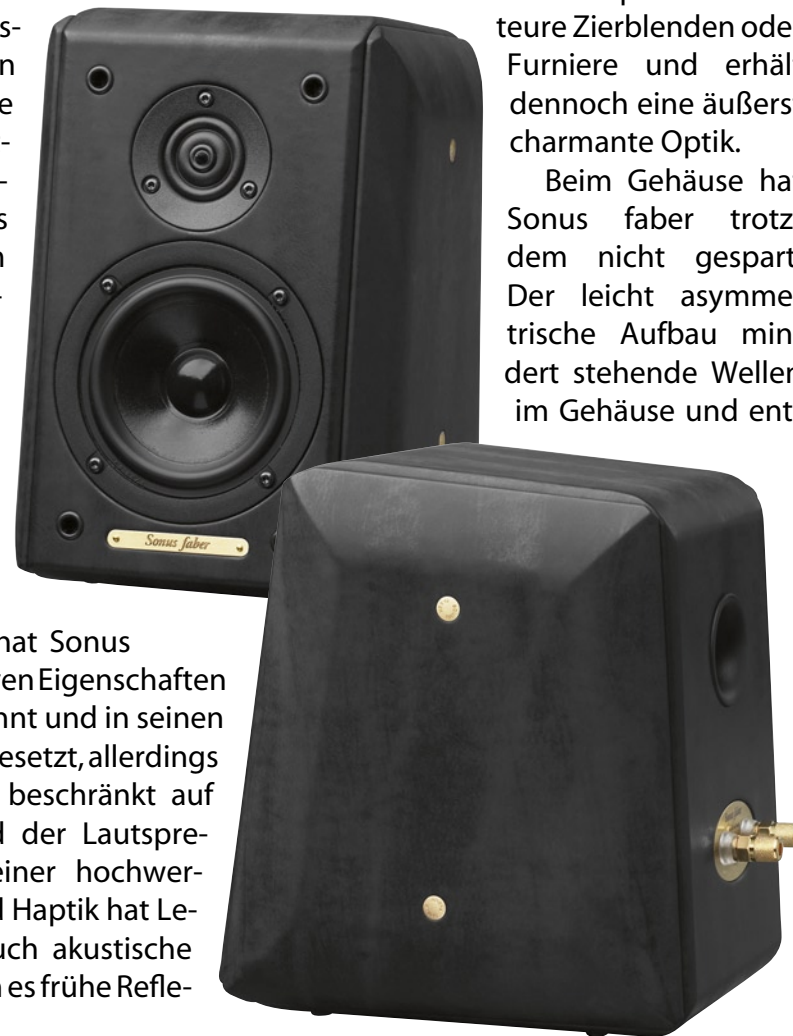 s-
n
e
-
-
s
n
-
Sonus faber
hat Sonus
ren Eigenschaften
nnt und in seinen
esetzt, allerdings
beschränkt auf
d der Lautspre-
einer hochwer-
d Haptik hat Le-
uch akustische
n es frühe Refle-
teure Zierblenden ode
Furniere und erhäl
dennoch eine äußers
charmante Optik.
Beim Gehäuse ha
Sonus faber trotz
dem nicht gespart
Der leicht asymme
trische Aufbau min
dert stehende Wellen
im Gehäuse und ent